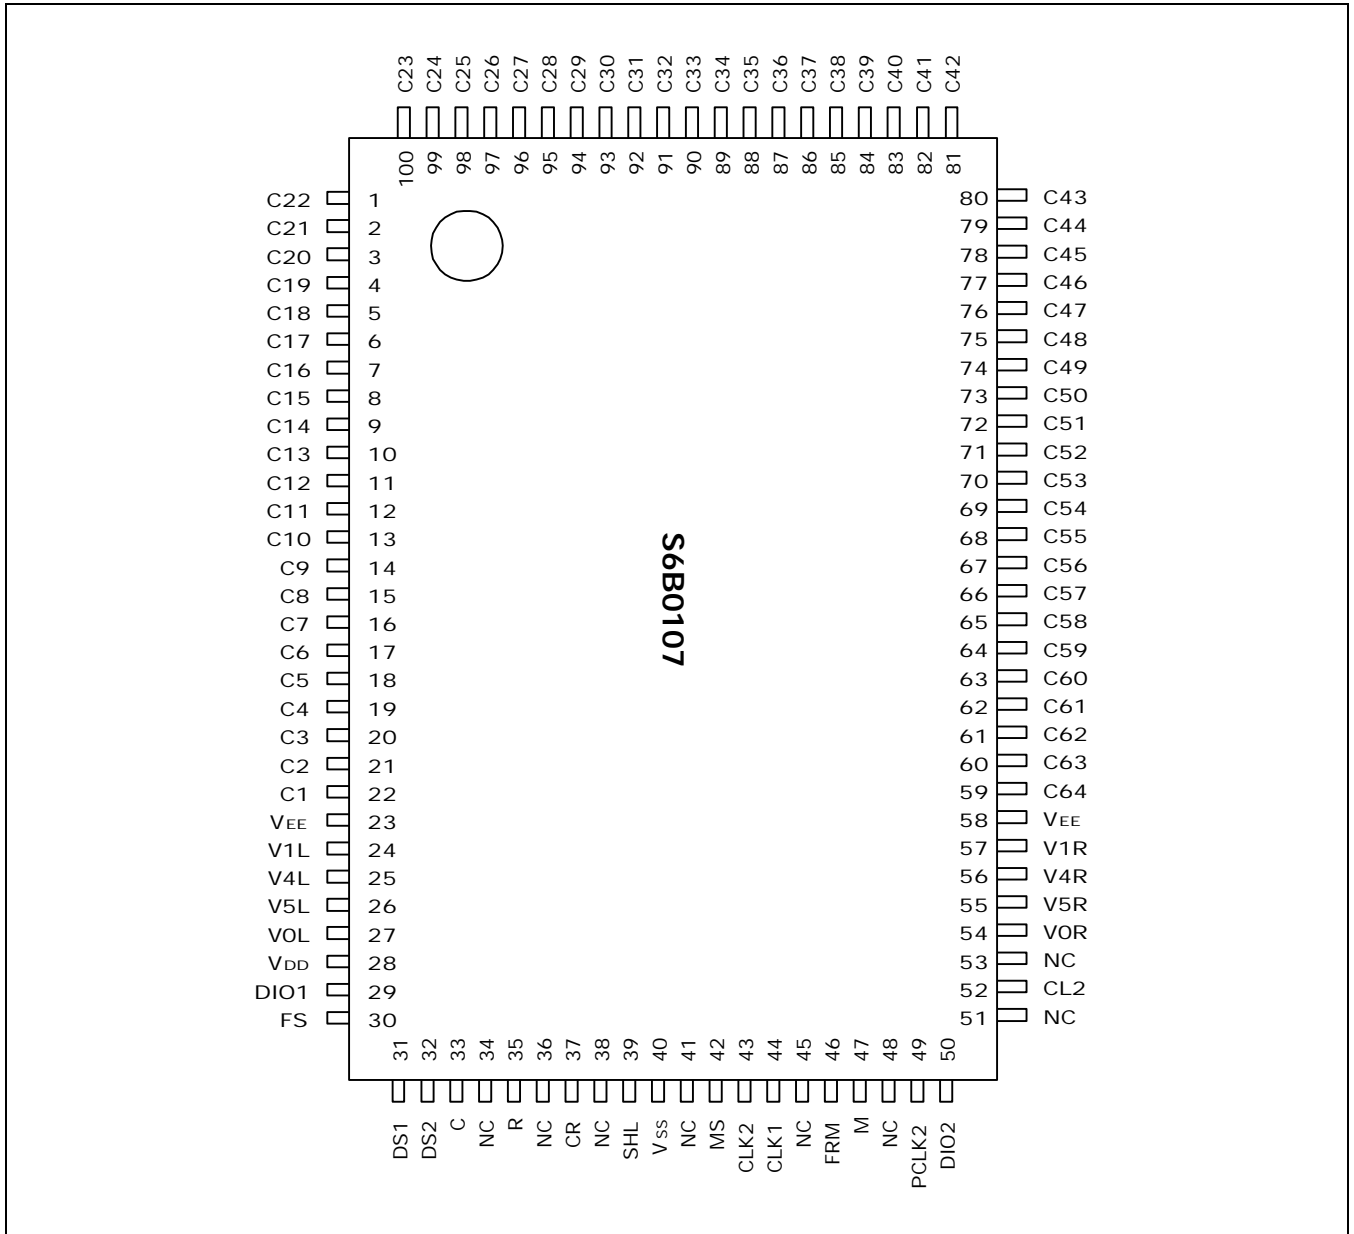 C23 C24 C25 C26 C27 C28 C29 C30 C31 C32 C33 C34 C35 C36 C37 C38 C39 C40 C41 C42
100 99 98 97 96 95 94 93 92 91 90 89 88 87 86 85 84 83 82 81
C22 1 80 C43
C21 2 79 C44
C20 3 78 C45
C19 4 77 C46
C18 5 76 C47
C17 6 75 C48
C16 7 74 C49
C15 8 73 C50
C14 9 72 C51
C13 10 71 C52
C12 11 70 C53
C11 12 69 C54
C10 13 68 C55
C9 14 67 C56
C8 15 66 C57
C7 16 65 C58
C6 17 64 C59
C5 18 63 C60
C4 19 62 C61
C3 20 61 C62
C2 21 60 C63
C1 22 59 C64
VEE 23 58 VEE
V1L 24 57 V1R
V4L 25 56 V4R
V5L 26 55 V5R
V0L 27 54 V0R
VDD 28 53 NC
DIO1 29 52 CL2
FS 30 51 NC
S6B0107
31 32 33 34 35 36 37 38 39 40 41 42 43 44 45 46 47 48 49 50
DS1 DS2 C NC R NC CR NC SHL VSS NC MS CLK2 CLK1 NC FRM M NC PCLK2 DIO2